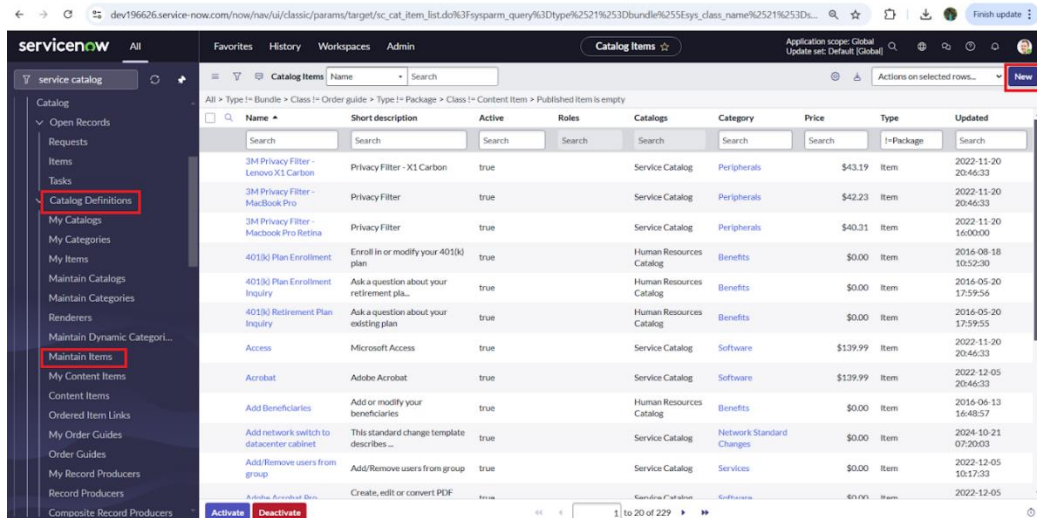 dev196626.service-now.com/now/nav/ui/classic/params/target/sc_cat_item_list.do%3Fsysparm_query%3Dtype%2521%253Dbundle%255Esys_class_name%2521%253Ds...
Finish update
servicenow All Favorites History Workspaces Admin Catalog Items
Application scope: Global
Update set: Default [Global]
service catalog
Catalog Items Name Search Actions on selected rows... New
All > Type != Bundle > Class != Order guide > Type != Package > Class != Content Item > Published item is empty
Catalog
Open Records
Requests
Items
Tasks
Catalog Definitions
My Catalogs
My Categories
My Items
Maintain Catalogs
Maintain Categories
Renderers
Maintain Dynamic Categori...
Maintain Items
My Content Items
Content Items
Ordered Item Links
My Order Guides
Order Guides
My Record Producers
Record Producers
Composite Record Producers
Name Short description Active Roles Catalogs Category Price Type Updated
Search Search Search Search Search Search Search !=Package Search
3M Privacy Filter - Lenovo X1 Carbon Privacy Filter - X1 Carbon true Service Catalog Peripherals $43.19 Item 2022-11-20 20:46:33
3M Privacy Filter - MacBook Pro Privacy Filter true Service Catalog Peripherals $42.23 Item 2022-11-20 20:46:33
3M Privacy Filter - Macbook Pro Retina Privacy Filter true Service Catalog Peripherals $40.31 Item 2022-11-20 16:00:00
401(k) Plan Enrollment Enroll in or modify your 401(k) plan true Human Resources Catalog Benefits $0.00 Item 2016-08-18 10:52:30
401(k) Plan Enrollment Inquiry Ask a question about your retirement pla... true Human Resources Catalog Benefits $0.00 Item 2016-05-20 17:59:56
401(k) Retirement Plan Inquiry Ask a question about your existing plan true Human Resources Catalog Benefits $0.00 Item 2016-05-20 17:59:55
Access Microsoft Access true Service Catalog Software $139.99 Item 2022-11-20 20:46:33
Acrobat Adobe Acrobat true Service Catalog Software $139.99 Item 2022-12-05 20:46:33
Add Beneficiaries Add or modify your beneficiaries true Human Resources Catalog Benefits $0.00 Item 2016-06-13 16:48:57
Add network switch to datacenter cabinet This standard change template describes ... true Service Catalog Network Standard Changes $0.00 Item 2024-10-21 07:20:03
Add/Remove users from group Add/Remove users from group true Service Catalog Services $0.00 Item 2022-12-05 10:17:33
Adobe Acrobat Pro Create, edit or convert PDF true Service Catalog Software $0.00 Item 2022-12-05
Activate Deactivate 1 to 20 of 229